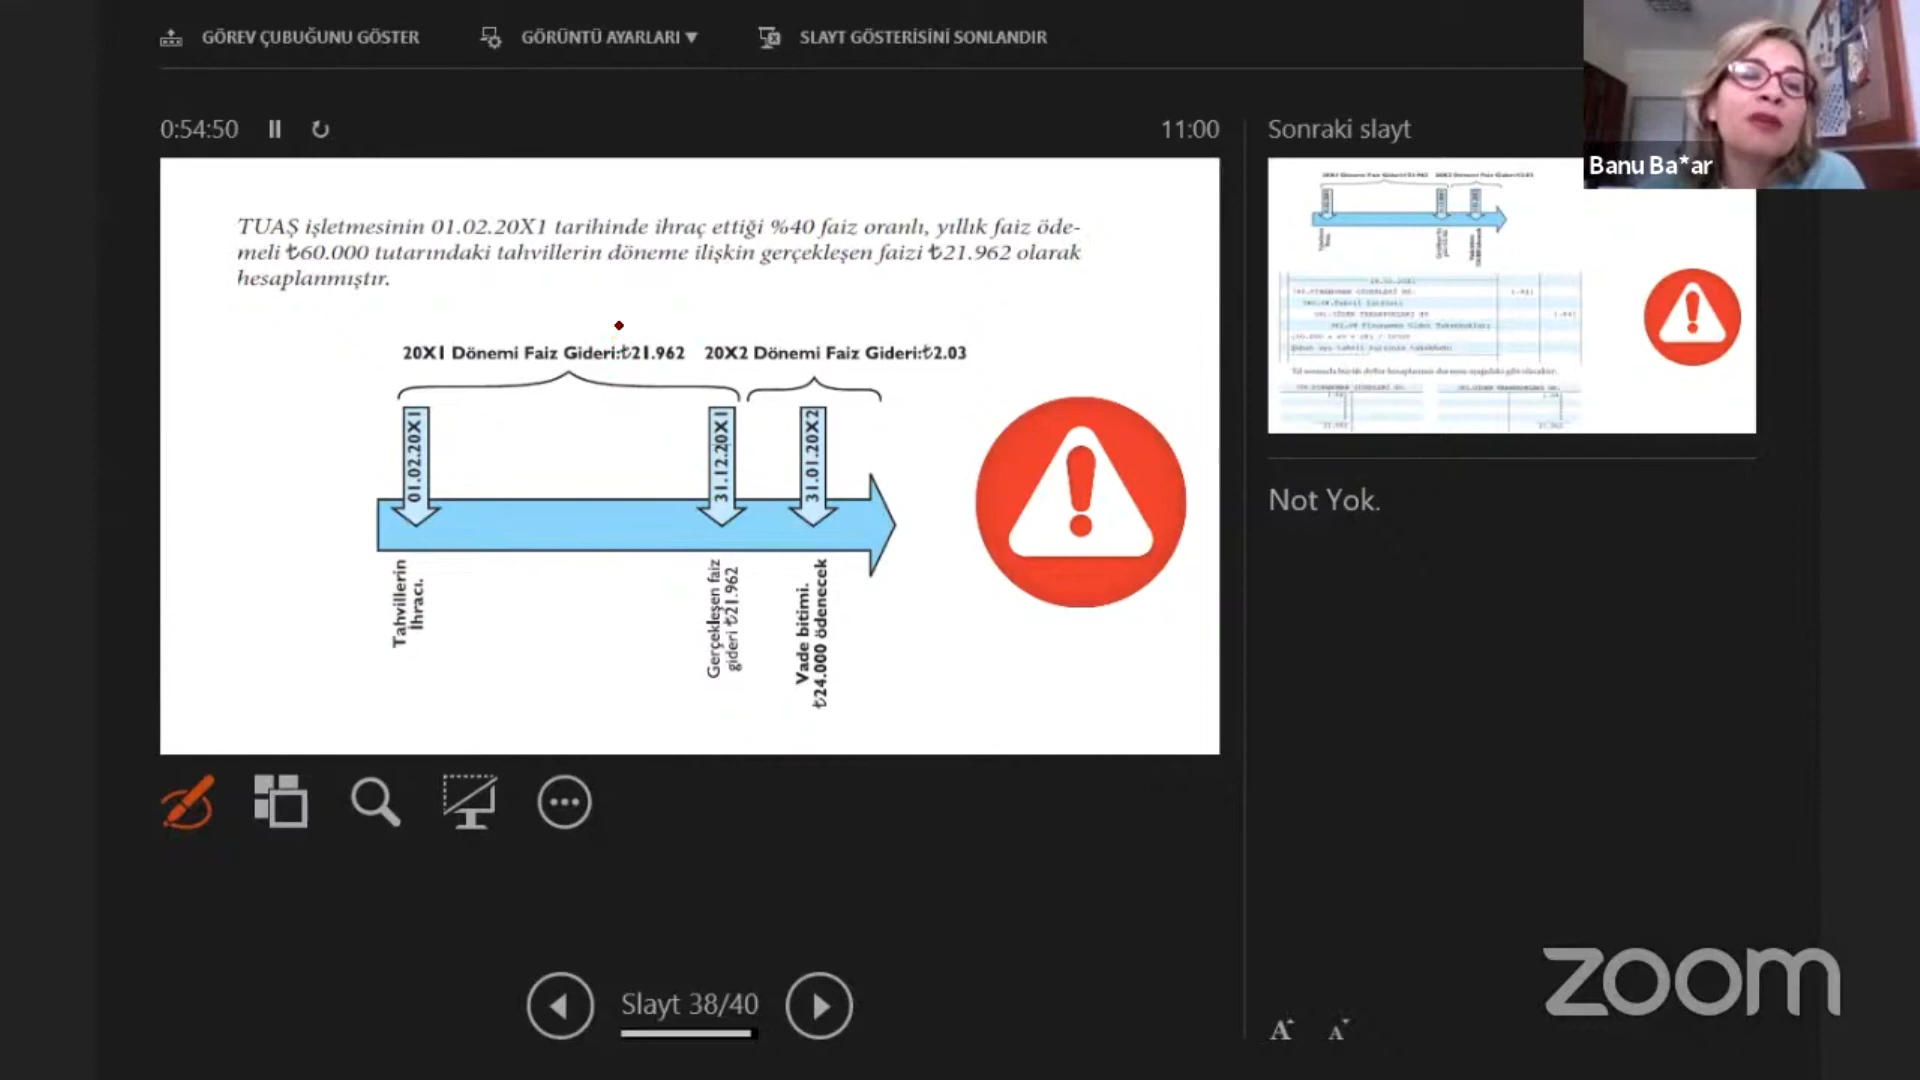 GÖREV ÇUBUĞUNU GÖSTER
GÖRÜNTÜ AYARLARI ▼
SLAYT GÖSTERİSİNİ SONLANDIR
Banu Ba*ar
0:54:50
11:00
Sonraki slayt
TUAŞ işletmesinin 01.02.20X1 tarihinde ihraç ettiği %40 faiz oranlı, yıllık faiz öde-
meli ₺60.000 tutarındaki tahvillerin döneme ilişkin gerçekleşen faizi ₺21.962 olarak
hesaplanmıştır.
20X1 Dönemi Faiz Gideri:₺21.962
20X2 Dönemi Faiz Gideri:₺2.03
01.02.20X1
31.12.20X1
31.01.20X2
Tahvillerin
İhracı.
Gerçekleşen faiz
gideri ₺21.962
Vade bitimi.
₺24.000 ödenecek
Not Yok.
Slayt 38/40
A
A
zoom